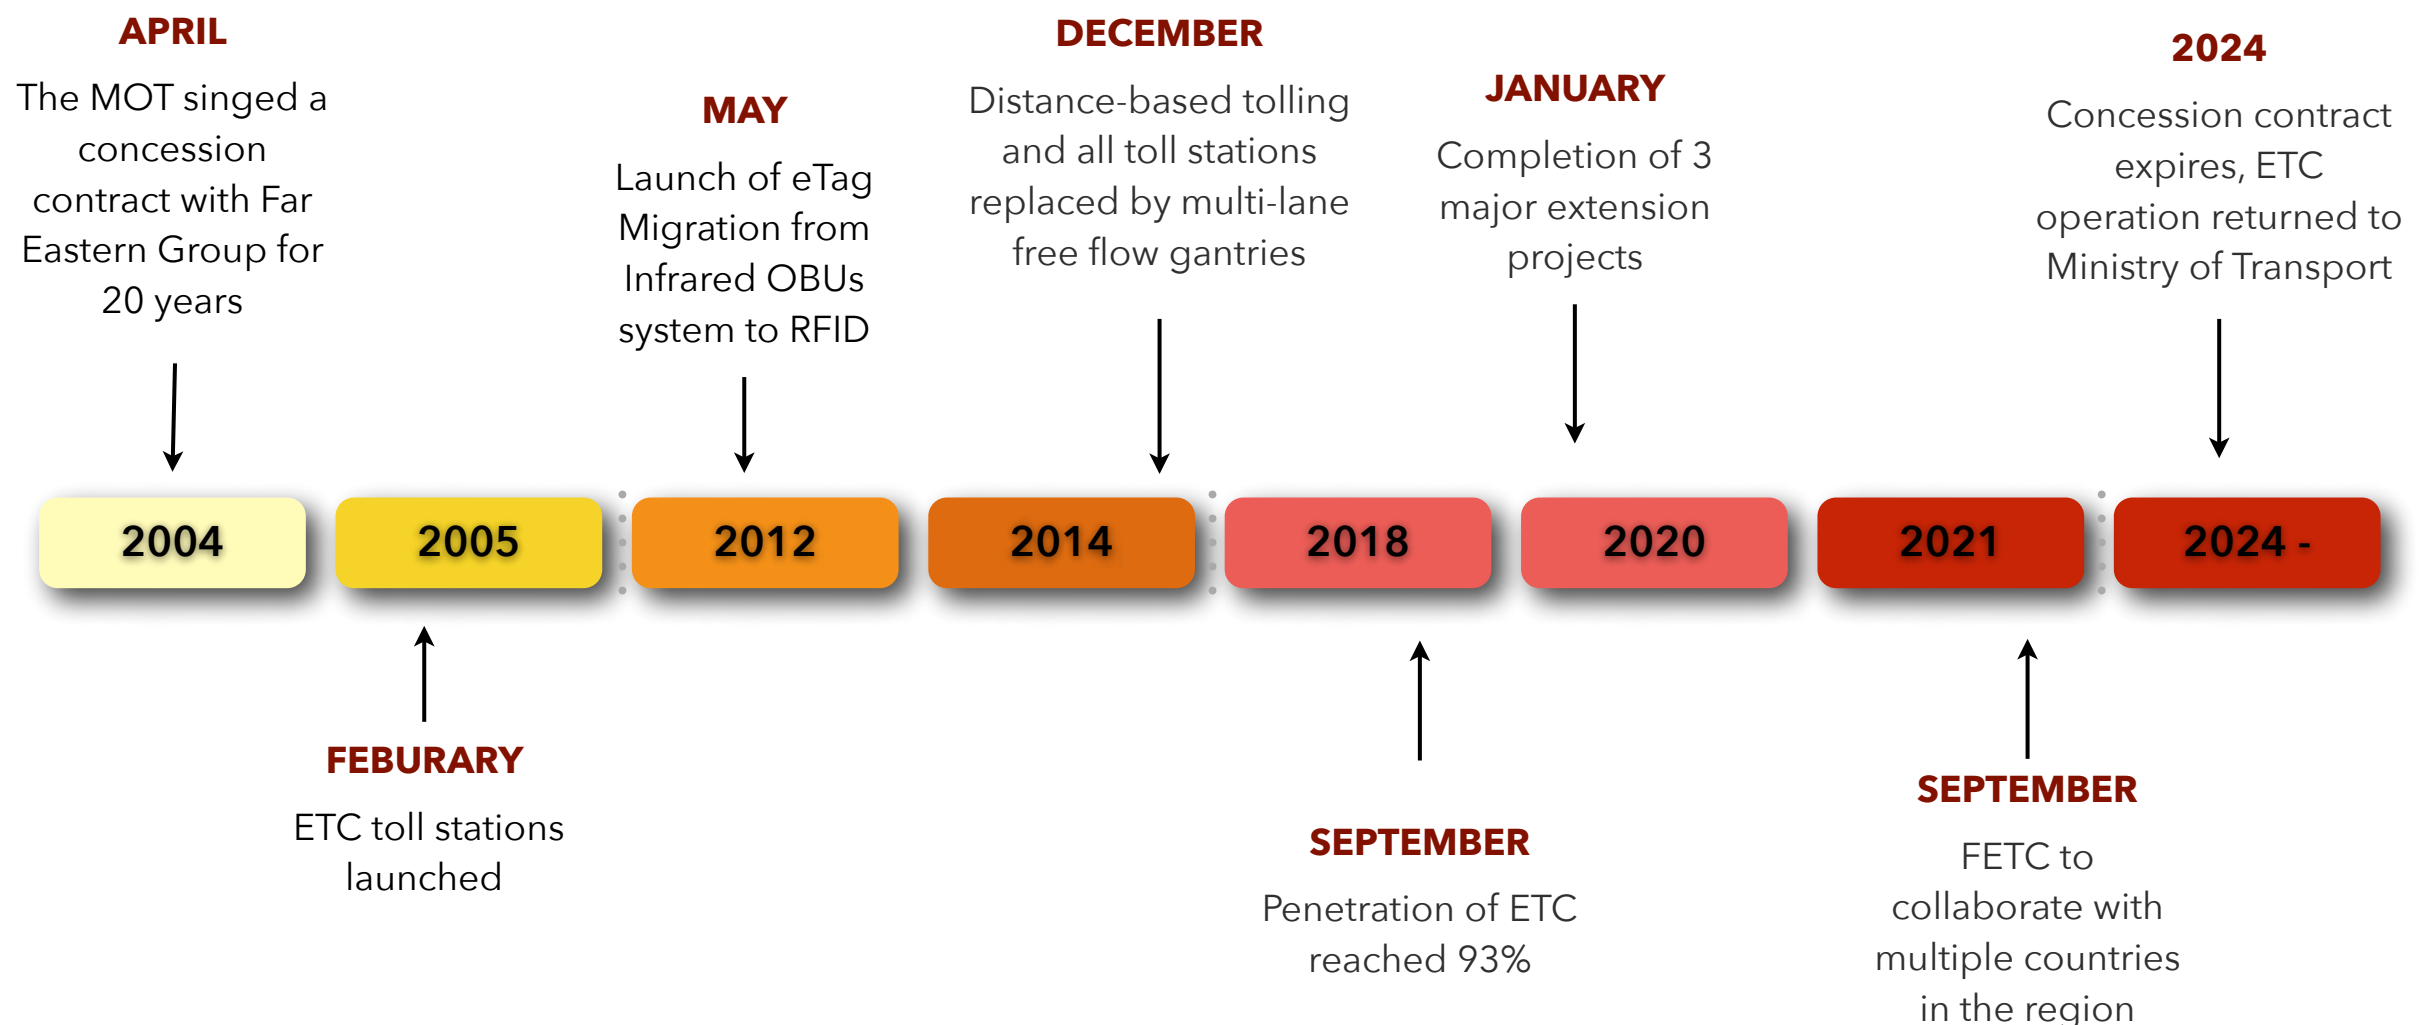 APRIL
The MOT singed a
concession
contract with Far
Eastern Group for
20 years
MAY
Launch of eTag
Migration from
Infrared OBUs
system to RFID
DECEMBER
Distance-based tolling
and all toll stations
replaced by multi-lane
free flow gantries
JANUARY
Completion of 3
major extension
projects
2024
Concession contract
expires, ETC
operation returned to
Ministry of Transport
2004
2005
2012
2014
2018
2020
2021
2024 -
FEBURARY
ETC toll stations
launched
SEPTEMBER
Penetration of ETC
reached 93%
SEPTEMBER
FETC to
collaborate with
multiple countries
in the region